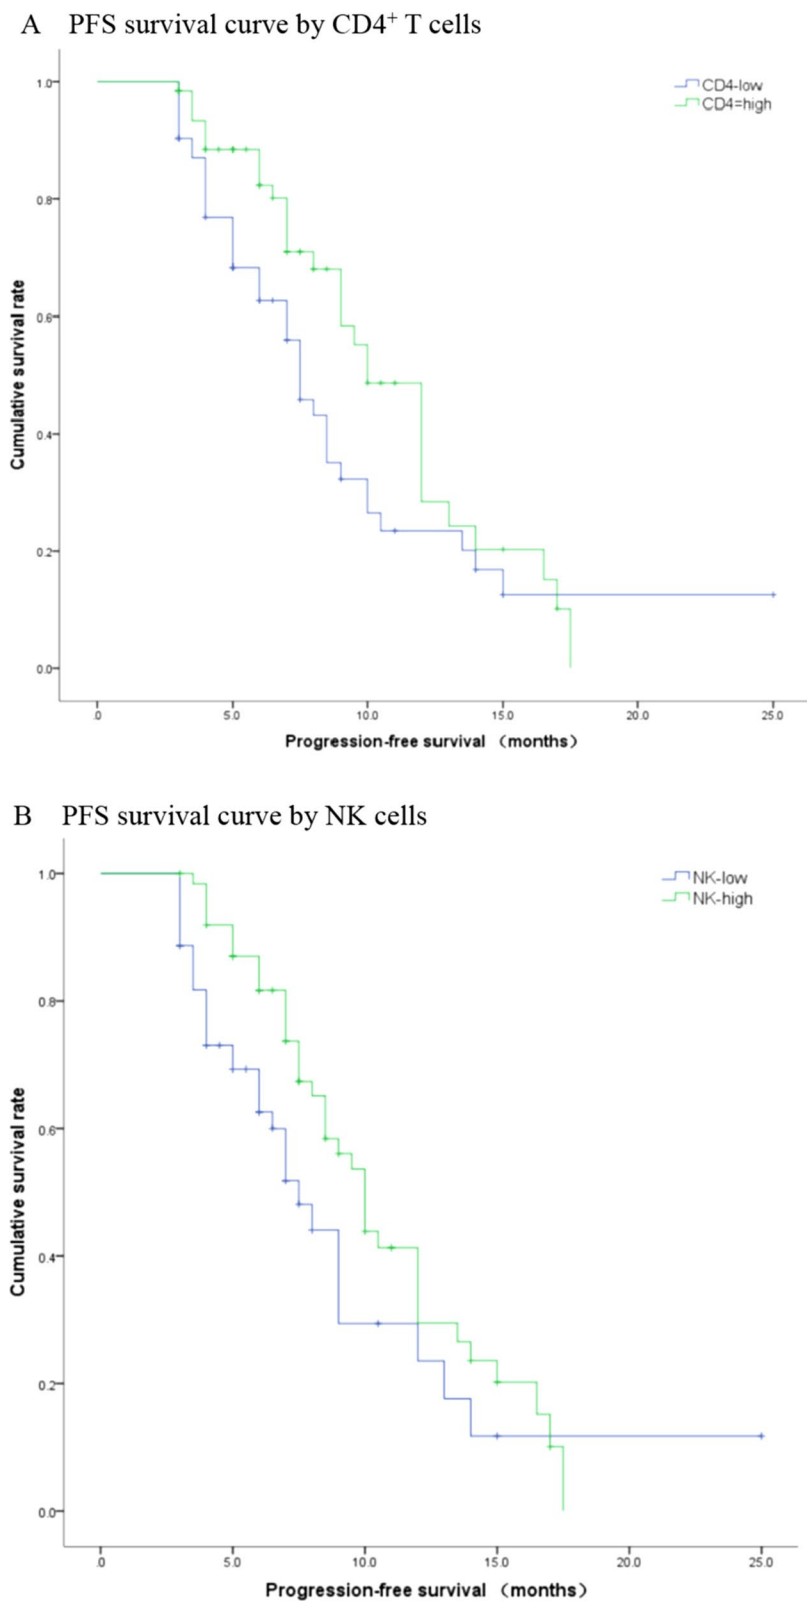 A PFS survival curve by CD4⁺ T cells
CD4-low
CD4=high
1.0
0.8
0.6
0.4
0.2
0.0
Cumulative survival rate
.0 5.0 10.0 15.0 20.0 25.0
Progression-free survival （months）
B PFS survival curve by NK cells
NK-low
NK-high
1.0
0.8
0.6
0.4
0.2
0.0
Cumulative survival rate
.0 5.0 10.0 15.0 20.0 25.0
Progression-free survival （months）